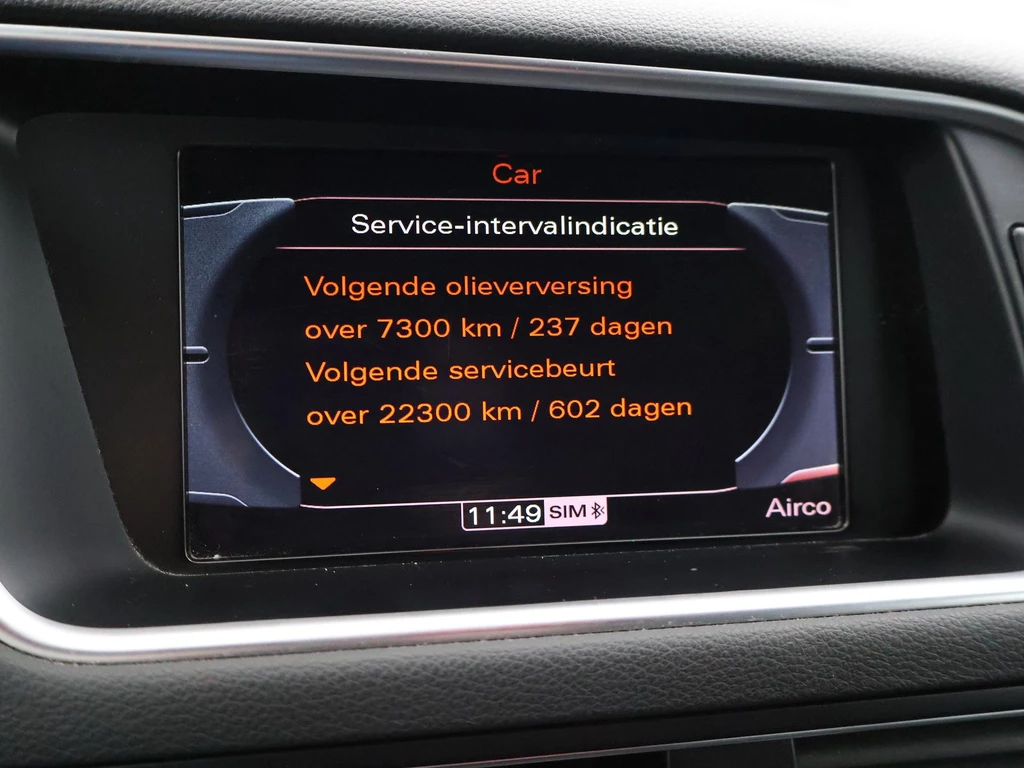 Car
Service-intervalindicatie
Volgende olieverversing
over 7300 km / 237 dagen
Volgende servicebeurt
over 22300 km / 602 dagen
11:49 SIM
Airco